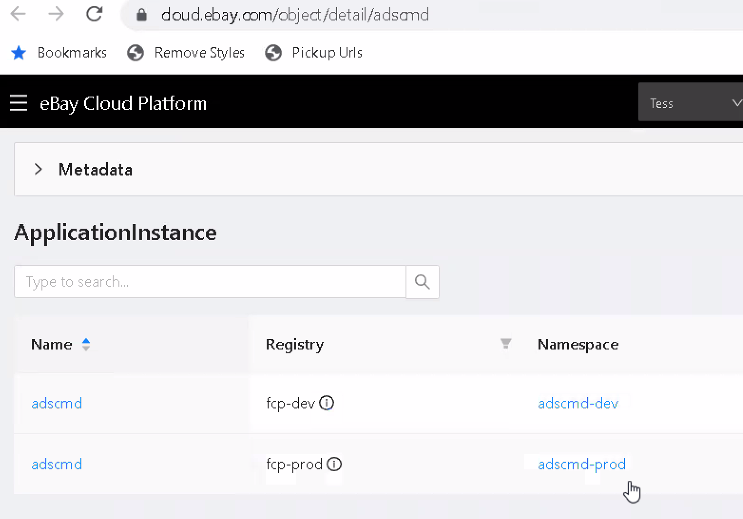 cloud.ebay.com/object/detail/adscmd
Bookmarks Remove Styles Pickup Urls
eBay Cloud Platform Tess
Metadata
ApplicationInstance
Type to search...
Name Registry Namespace
adscmd fcp-dev adscmd-dev
adscmd fcp-prod adscmd-prod